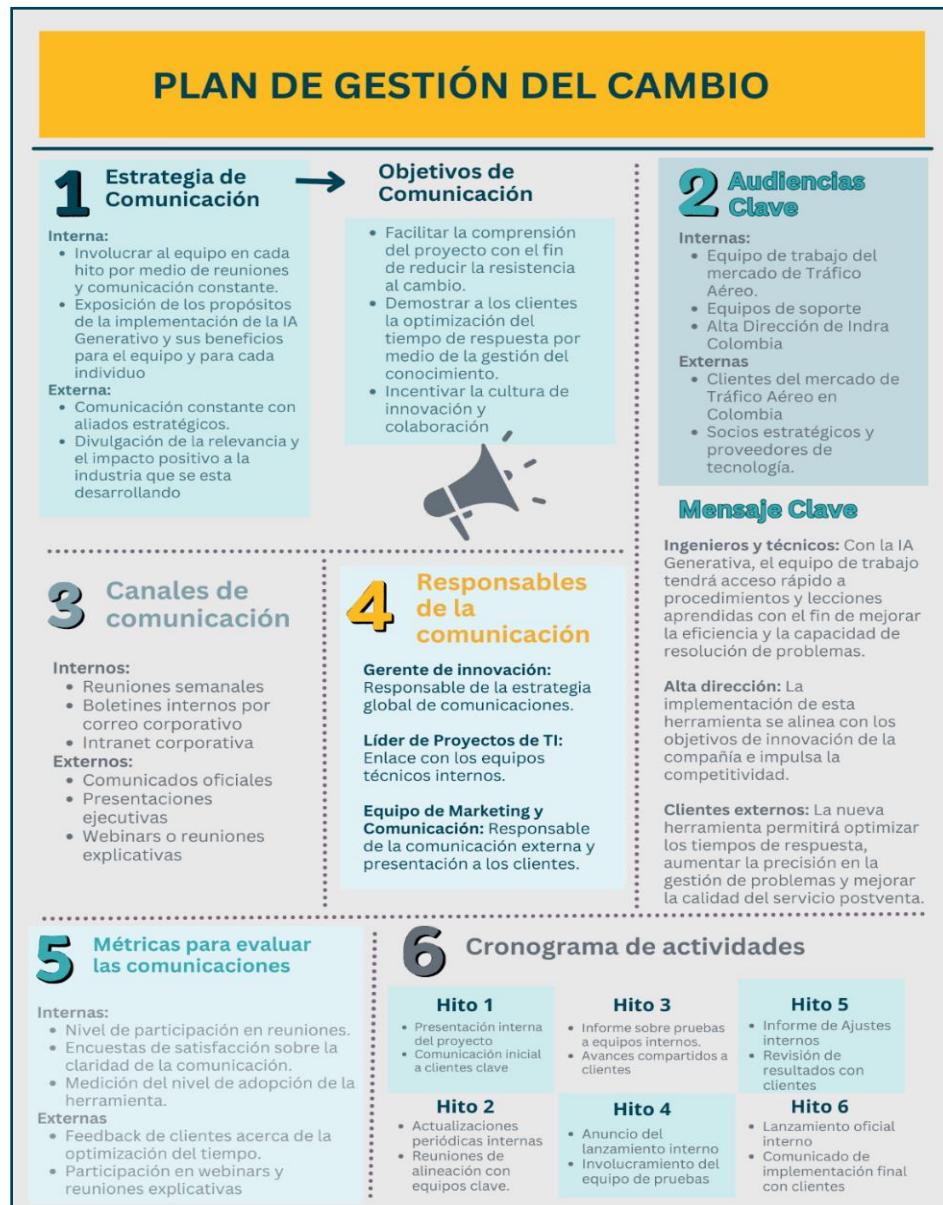 PLAN DE GESTIÓN DEL CAMBIO
1
Estrategia de
Comunicación
Interna:
• Involucrar al equipo en cada
hito por medio de reuniones
y comunicación constante.
• Exposición de los propósitos
de la implementación de la IA
Generativo y sus beneficios
para el equipo y para cada
individuo
Externa:
• Comunicación constante con
aliados estratégicos.
• Divulgación de la relevancia y
el impacto positivo a la
industria que se esta
desarrollando
Objetivos de
Comunicación
• Facilitar la comprensión
del proyecto con el fin
de reducir la resistencia
al cambio.
• Demostrar a los clientes
la optimización del
tiempo de respuesta por
medio de la gestión del
conocimiento.
• Incentivar la cultura de
innovación y
colaboración
2
Audiencias
Clave
Internas:
• Equipo de trabajo del
mercado de Tráfico
Aéreo.
• Equipos de soporte
• Alta Dirección de Indra
Colombia
Externas
• Clientes del mercado de
Tráfico Aéreo en
Colombia
• Socios estratégicos y
proveedores de
tecnología.
Mensaje Clave
Ingenieros y técnicos: Con la IA
Generativa, el equipo de trabajo
tendrá acceso rápido a
procedimientos y lecciones
aprendidas con el fin de mejorar
la eficiencia y la capacidad de
resolución de problemas.
Alta dirección: La
implementación de esta
herramienta se alinea con los
objetivos de innovación de la
compañía e impulsa la
competitividad.
Clientes externos: La nueva
herramienta permitirá optimizar
los tiempos de respuesta,
aumentar la precisión en la
gestión de problemas y mejorar
la calidad del servicio postventa.
3
Canales de
comunicación
Internos:
• Reuniones semanales
• Boletines internos por
correo corporativo
• Intranet corporativa
Externos:
• Comunicados oficiales
• Presentaciones
ejecutivas
• Webinars o reuniones
explicativas
4
Responsables
de la
comunicación
Gerente de innovación:
Responsable de la estrategia
global de comunicaciones.
Líder de Proyectos de TI:
Enlace con los equipos
técnicos internos.
Equipo de Marketing y
Comunicación: Responsable
de la comunicación externa y
presentación a los clientes.
5
Métricas para evaluar
las comunicaciones
Internas:
• Nivel de participación en reuniones.
• Encuestas de satisfacción sobre la
claridad de la comunicación.
• Medición del nivel de adopción de la
herramienta.
Externas
• Feedback de clientes acerca de la
optimización del tiempo.
• Participación en webinars y
reuniones explicativas
6
Cronograma de actividades
Hito 1
• Presentación interna
del proyecto
• Comunicación inicial
a clientes clave
Hito 2
• Actualizaciones
periódicas internas
• Reuniones de
alineación con
equipos clave.
Hito 3
• Informe sobre pruebas
a equipos internos.
• Avances compartidos a
clientes
Hito 4
• Anuncio del
lanzamiento interno
• Involucramiento del
equipo de pruebas
Hito 5
• Informe de Ajustes
internos
• Revisión de
resultados con
clientes
Hito 6
• Lanzamiento oficial
interno
• Comunicado de
implementación final
con clientes